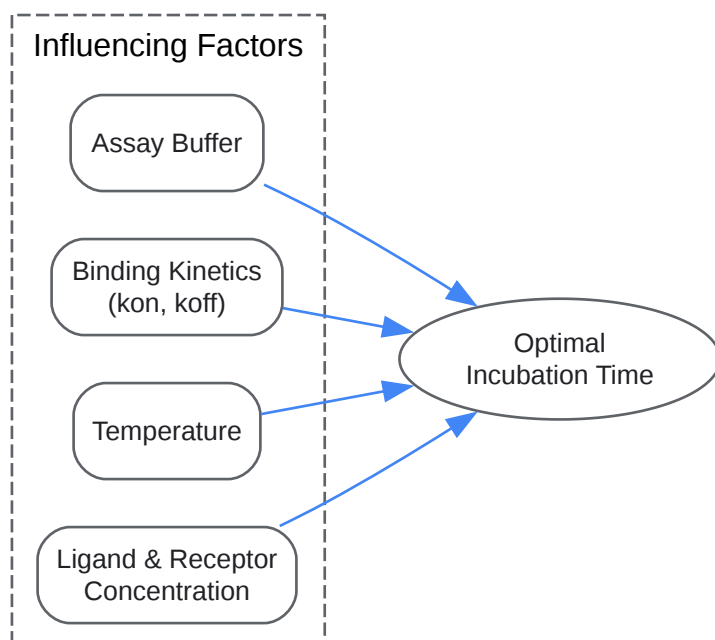 Influencing Factors
Assay Buffer
Binding Kinetics
(kon, koff)
Optimal
Incubation Time
Temperature
Ligand & Receptor
Concentration